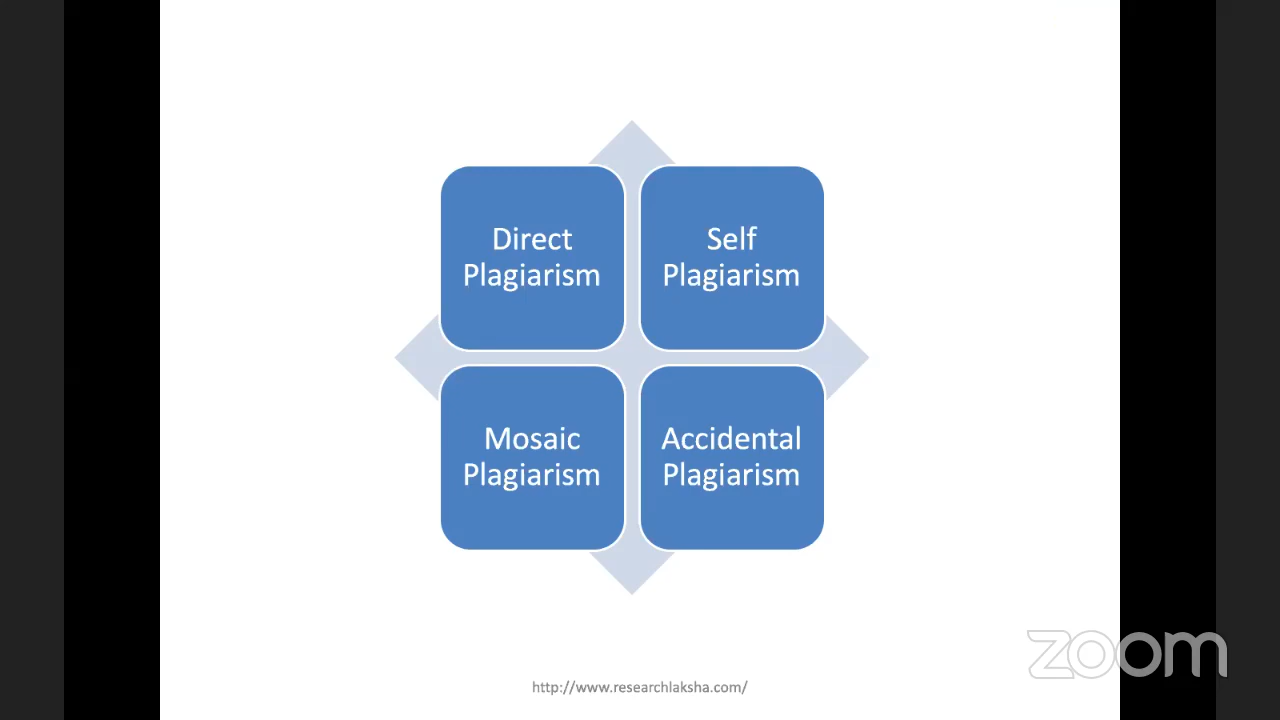 Direct
Plagiarism
Self
Plagiarism
Mosaic
Plagiarism
Accidental
Plagiarism
zoom
http://www.researchlaksha.com/